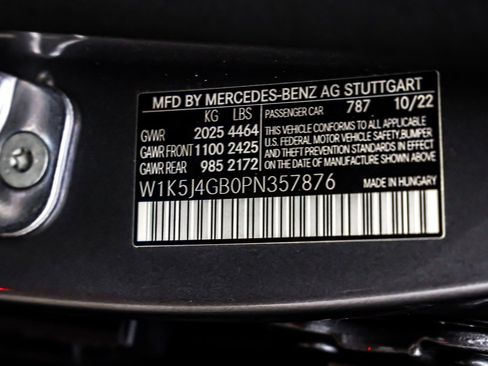 MFD BY MERCEDES-BENZ AG STUTTGART
KG LBS PASSENGER CAR 787 10/22
GVWR 2025 4464
GAWR FRONT 1100 2425
GAWR REAR 985 2172
THIS VEHICLE CONFORMS TO ALL APPLICABLE
U.S. FEDERAL MOTOR VEHICLE SAFETY, BUMPER
AND THEFT PREVENTION STANDARDS IN EFFECT
ON THE DATE OF MANUFACTURE SHOWN ABOVE
W1K5J4GB0PN357876 MADE IN HUNGARY